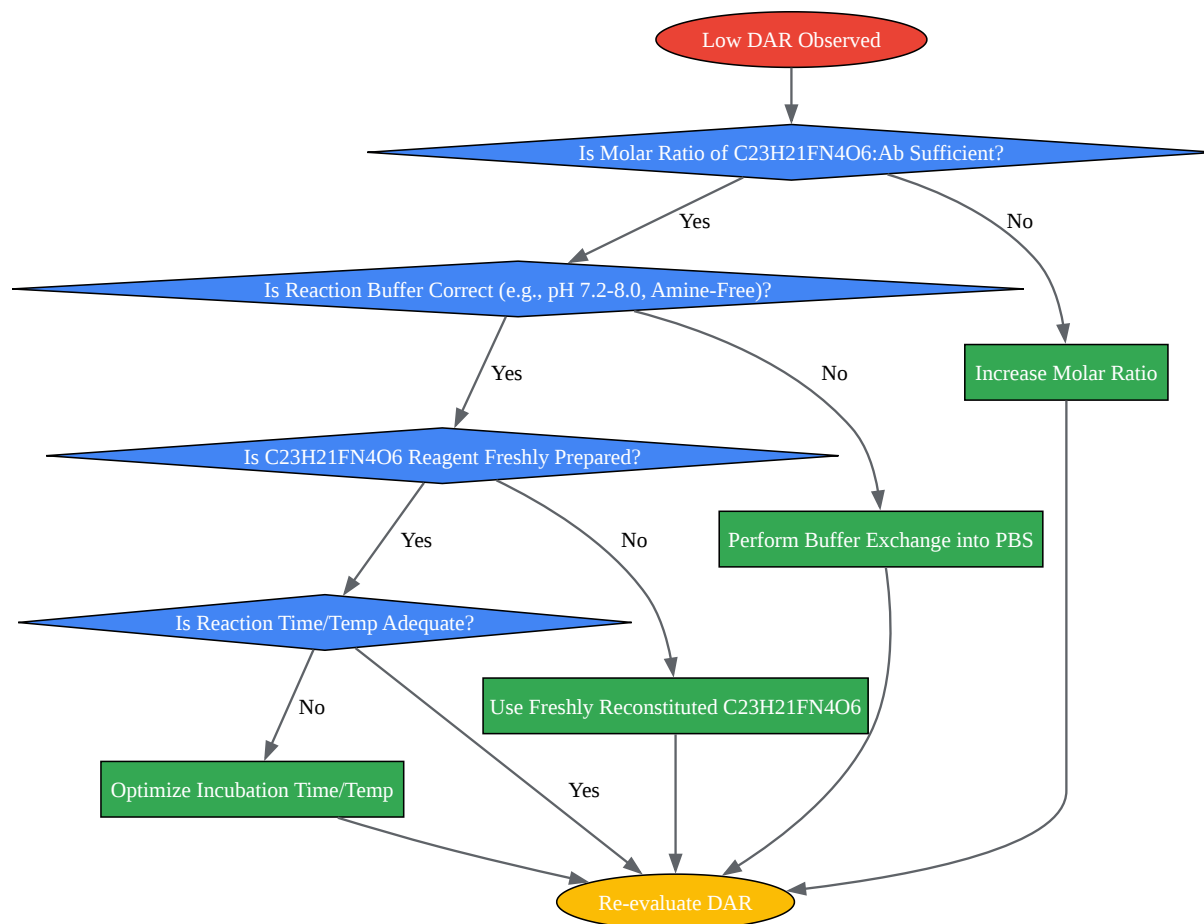 Low DAR Observed
Is Molar Ratio of C23H21FN4O6:Ab Sufficient?
Yes
No
Is Reaction Buffer Correct (e.g., pH 7.2-8.0, Amine-Free)?
Yes
No
Increase Molar Ratio
Is C23H21FN4O6 Reagent Freshly Prepared?
Yes
No
Perform Buffer Exchange into PBS
Is Reaction Time/Temp Adequate?
No
Use Freshly Reconstituted C23H21FN4O6
Optimize Incubation Time/Temp
Yes
Re-evaluate DAR